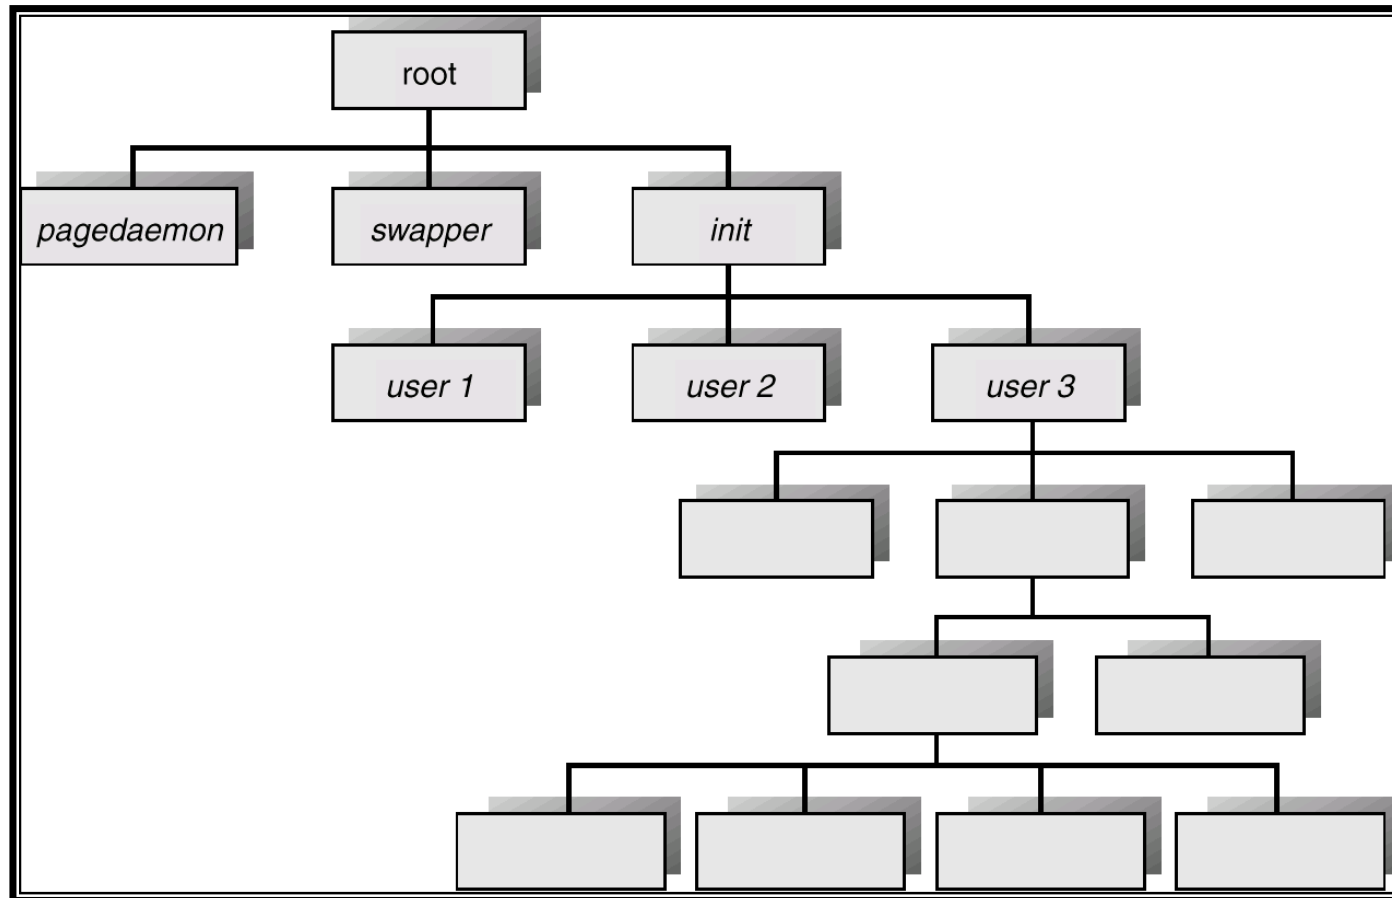 root
pagedaemon
swapper
init
user 1
user 2
user 3